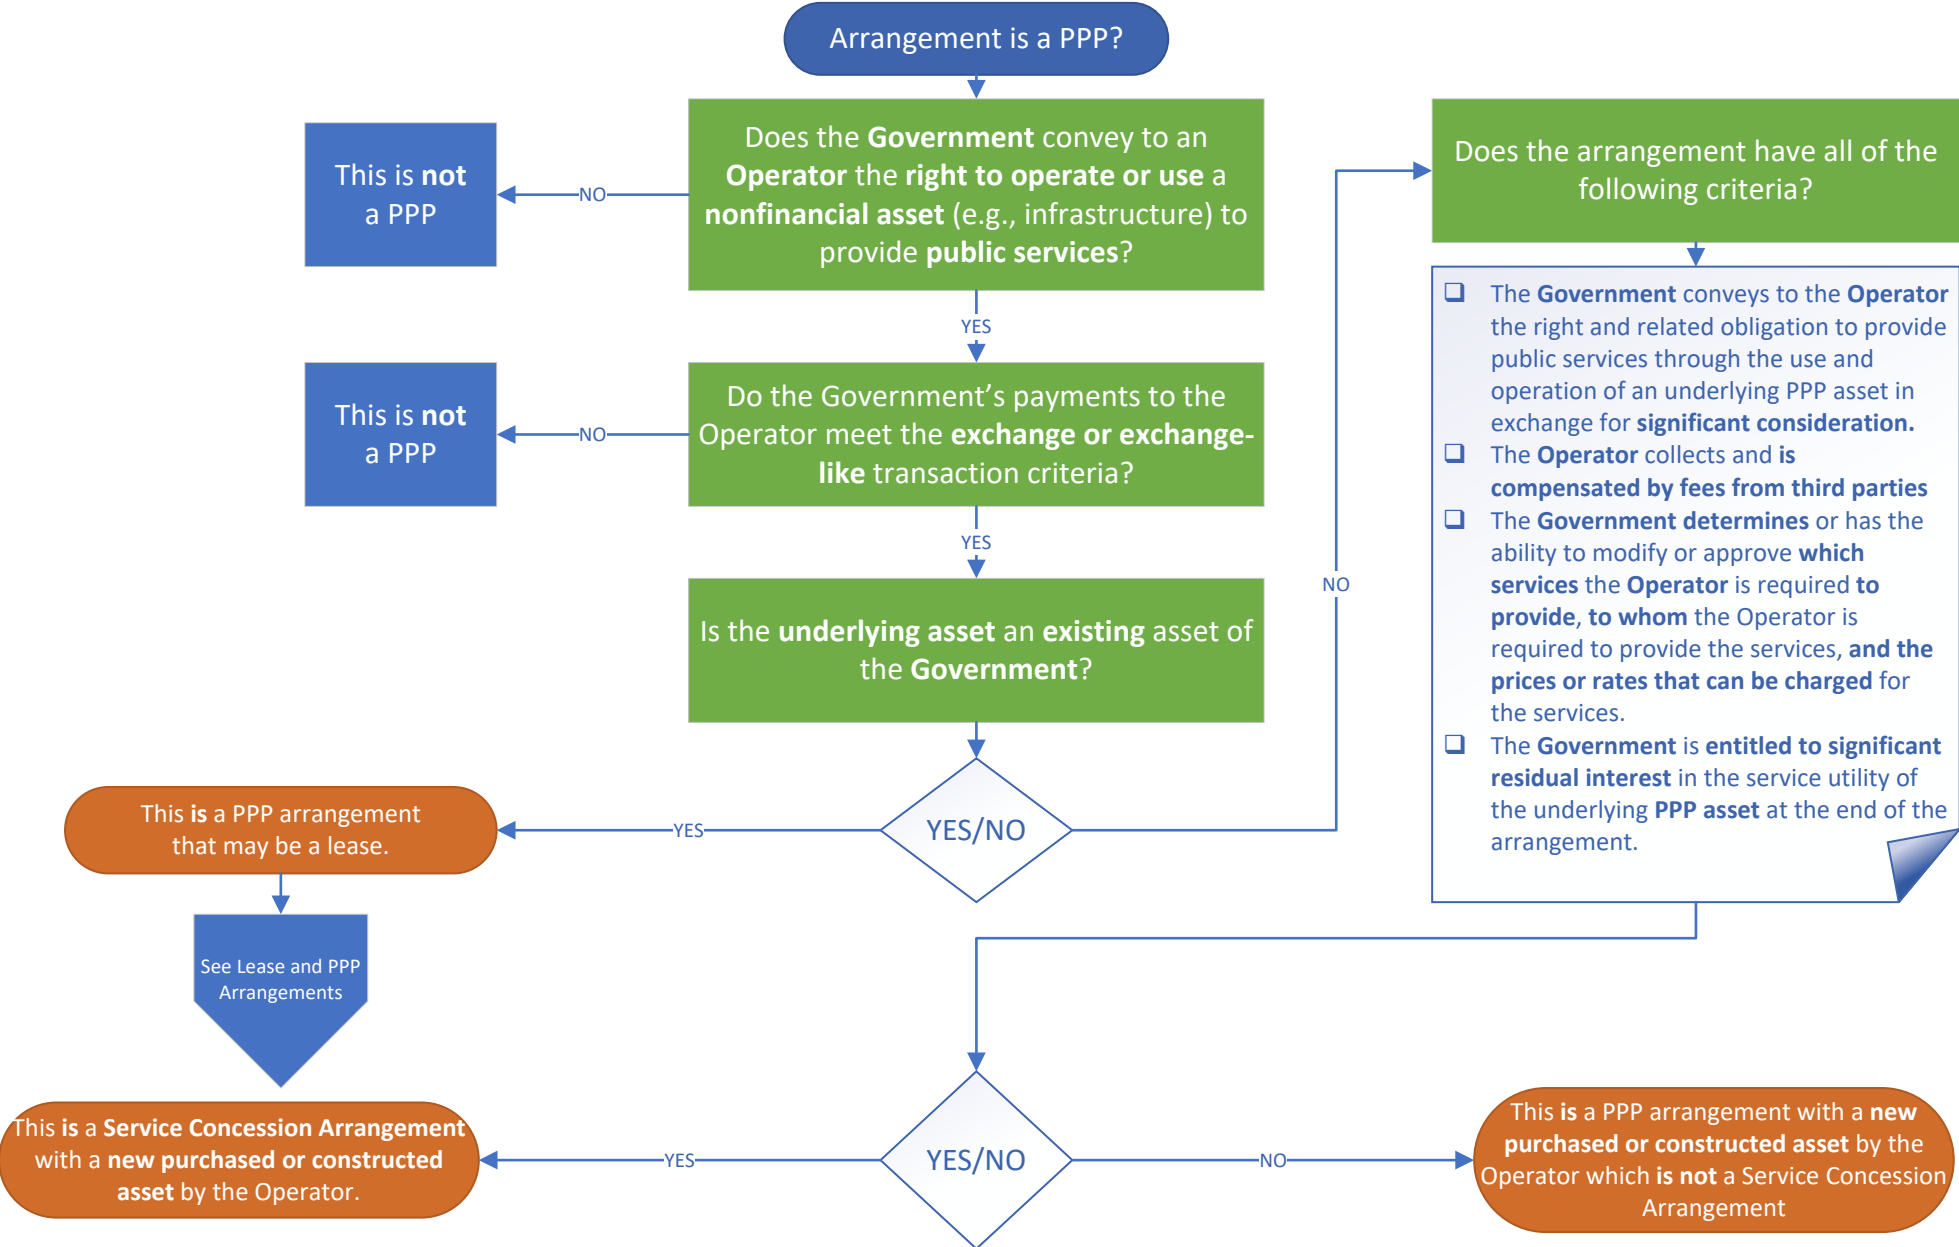 Arrangement is a PPP?
Does the Government convey to an
Operator the right to operate or use a
nonfinancial asset (e.g., infrastructure) to
provide public services?
NO
This is not
a PPP
YES
Do the Government’s payments to the
Operator meet the exchange or exchange-
like transaction criteria?
NO
This is not
a PPP
YES
Is the underlying asset an existing asset of
the Government?
YES/NO
YES
This is a PPP arrangement
that may be a lease.
See Lease and PPP
Arrangements
NO
Does the arrangement have all of the
following criteria?
❑ The Government conveys to the Operator
the right and related obligation to provide
public services through the use and
operation of an underlying PPP asset in
exchange for significant consideration.
❑ The Operator collects and is
compensated by fees from third parties
❑ The Government determines or has the
ability to modify or approve which
services the Operator is required to
provide, to whom the Operator is
required to provide the services, and the
prices or rates that can be charged for
the services.
❑ The Government is entitled to significant
residual interest in the service utility of
the underlying PPP asset at the end of the
arrangement.
YES/NO
YES
This is a Service Concession Arrangement
with a new purchased or constructed
asset by the Operator.
NO
This is a PPP arrangement with a new
purchased or constructed asset by the
Operator which is not a Service Concession
Arrangement